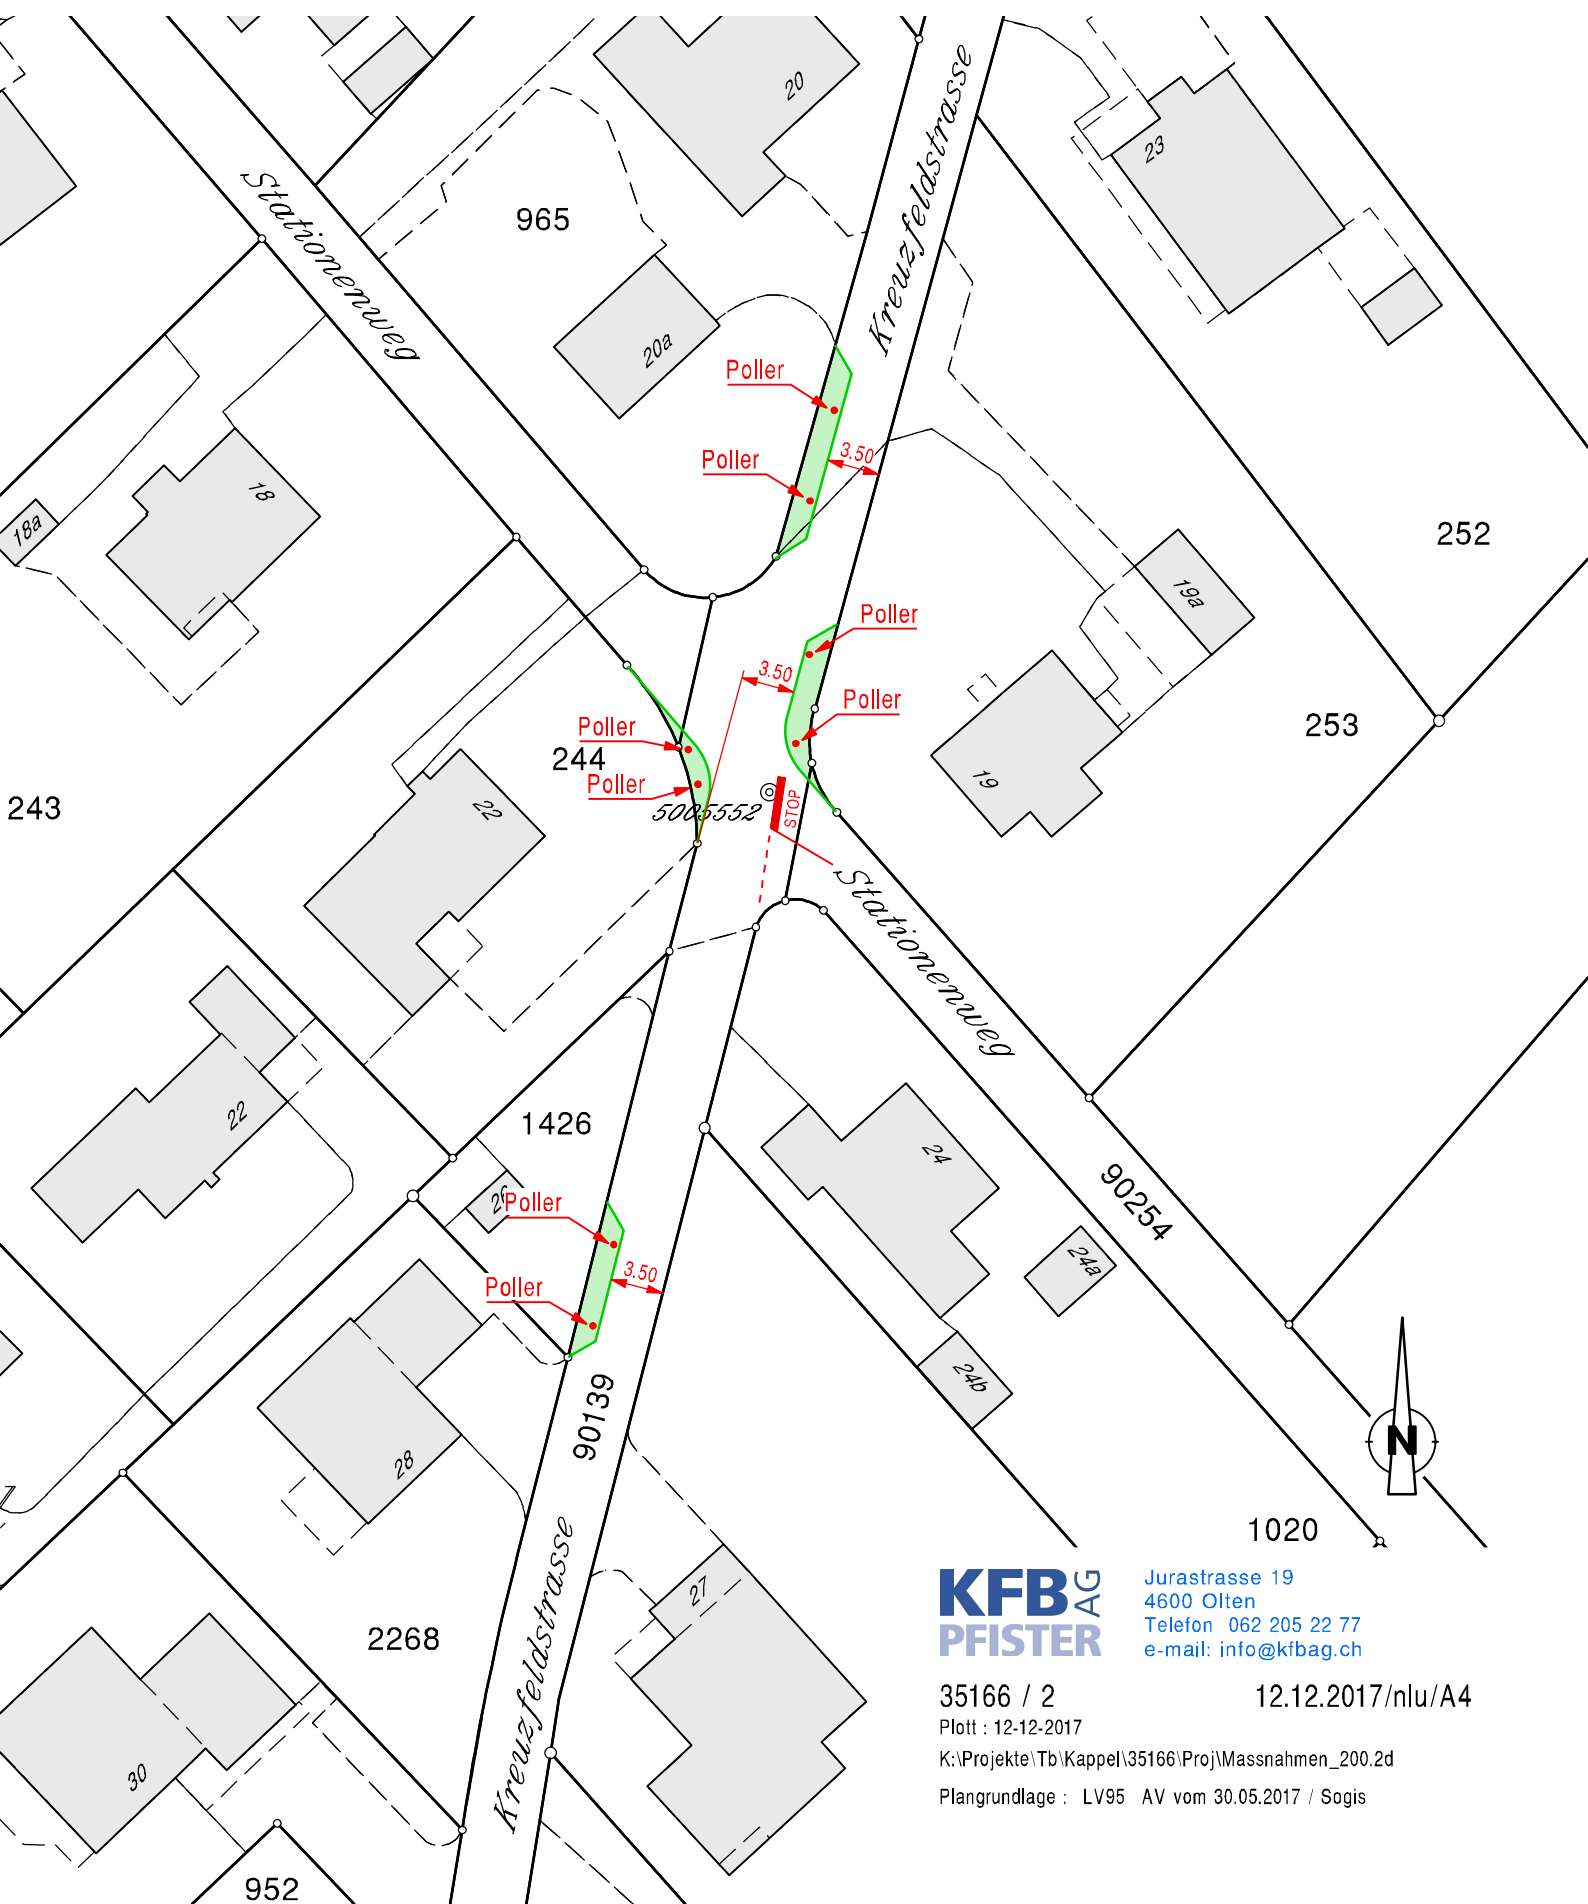 Stationenweg
Kreuzfeldstrasse
20
23
965
20a
Poller
Poller
3.50
18
18a
252
19a
Poller
3.50
Poller
253
Poller
244
Poller
5005552
STOP
19
22
243
Stationenweg
22
1426
24
90254
26
Poller
24a
3.50
Poller
24b
90139
28
N
Kreuzfeldstrasse
1020
27
2268
30
952
KFB AG
PFISTER
Jurastrasse 19
4600 Olten
Telefon 062 205 22 77
e-mail: info@kfbag.ch
35166 / 2
12.12.2017/nlu/A4
Plott : 12-12-2017
K:\Projekte\Tb\Kappel\35166\Proj\Massnahmen_200.2d
Plangrundlage : LV95 AV vom 30.05.2017 / Sogis